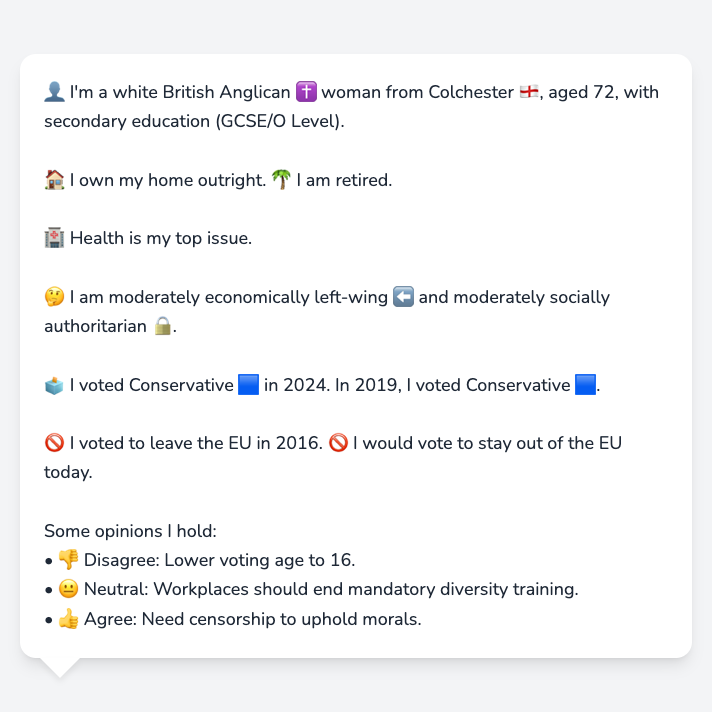 👤 I'm a white British Anglican ✝️ woman from Colchester 🏴󠁧󠁢󠁥󠁮󠁧󠁿, aged 72, with
secondary education (GCSE/O Level).
🏠 I own my home outright. 🌴 I am retired.
🏥 Health is my top issue.
🤔 I am moderately economically left-wing ⬅️ and moderately socially
authoritarian 🔒.
🗳️ I voted Conservative 🟦 in 2024. In 2019, I voted Conservative 🟦.
🚫 I voted to leave the EU in 2016. 🚫 I would vote to stay out of the EU
today.
Some opinions I hold:
• 👎 Disagree: Lower voting age to 16.
• 😐 Neutral: Workplaces should end mandatory diversity training.
• 👍 Agree: Need censorship to uphold morals.